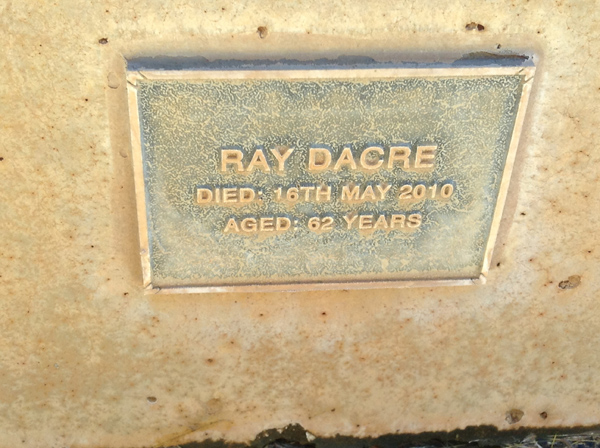 RAY DACRE
DIED: 16TH MAY 2010
AGED: 62 YEARS